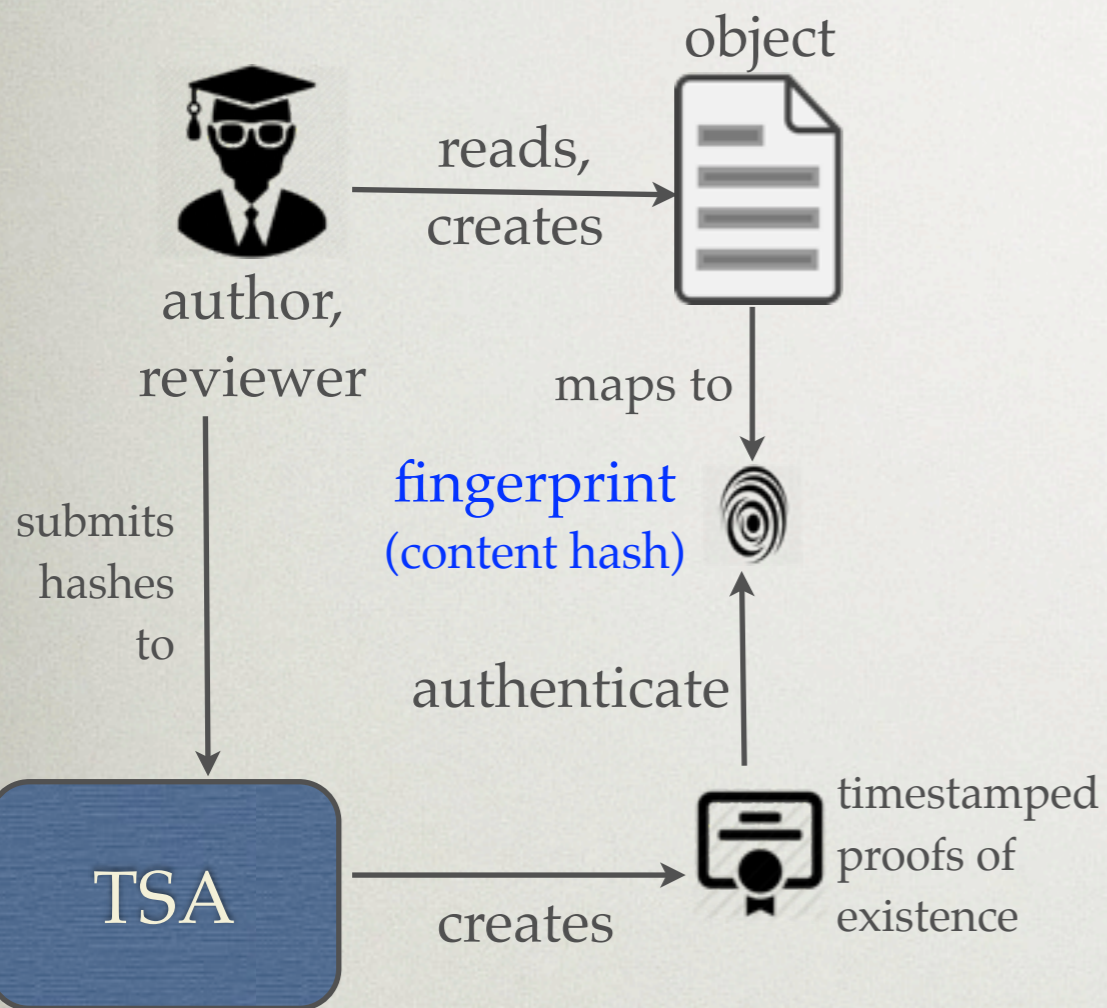 object
reads,
creates
author,
reviewer
maps to
fingerprint
(content hash)
submits
hashes
to
authenticate
timestamped
proofs of
existence
TSA
creates